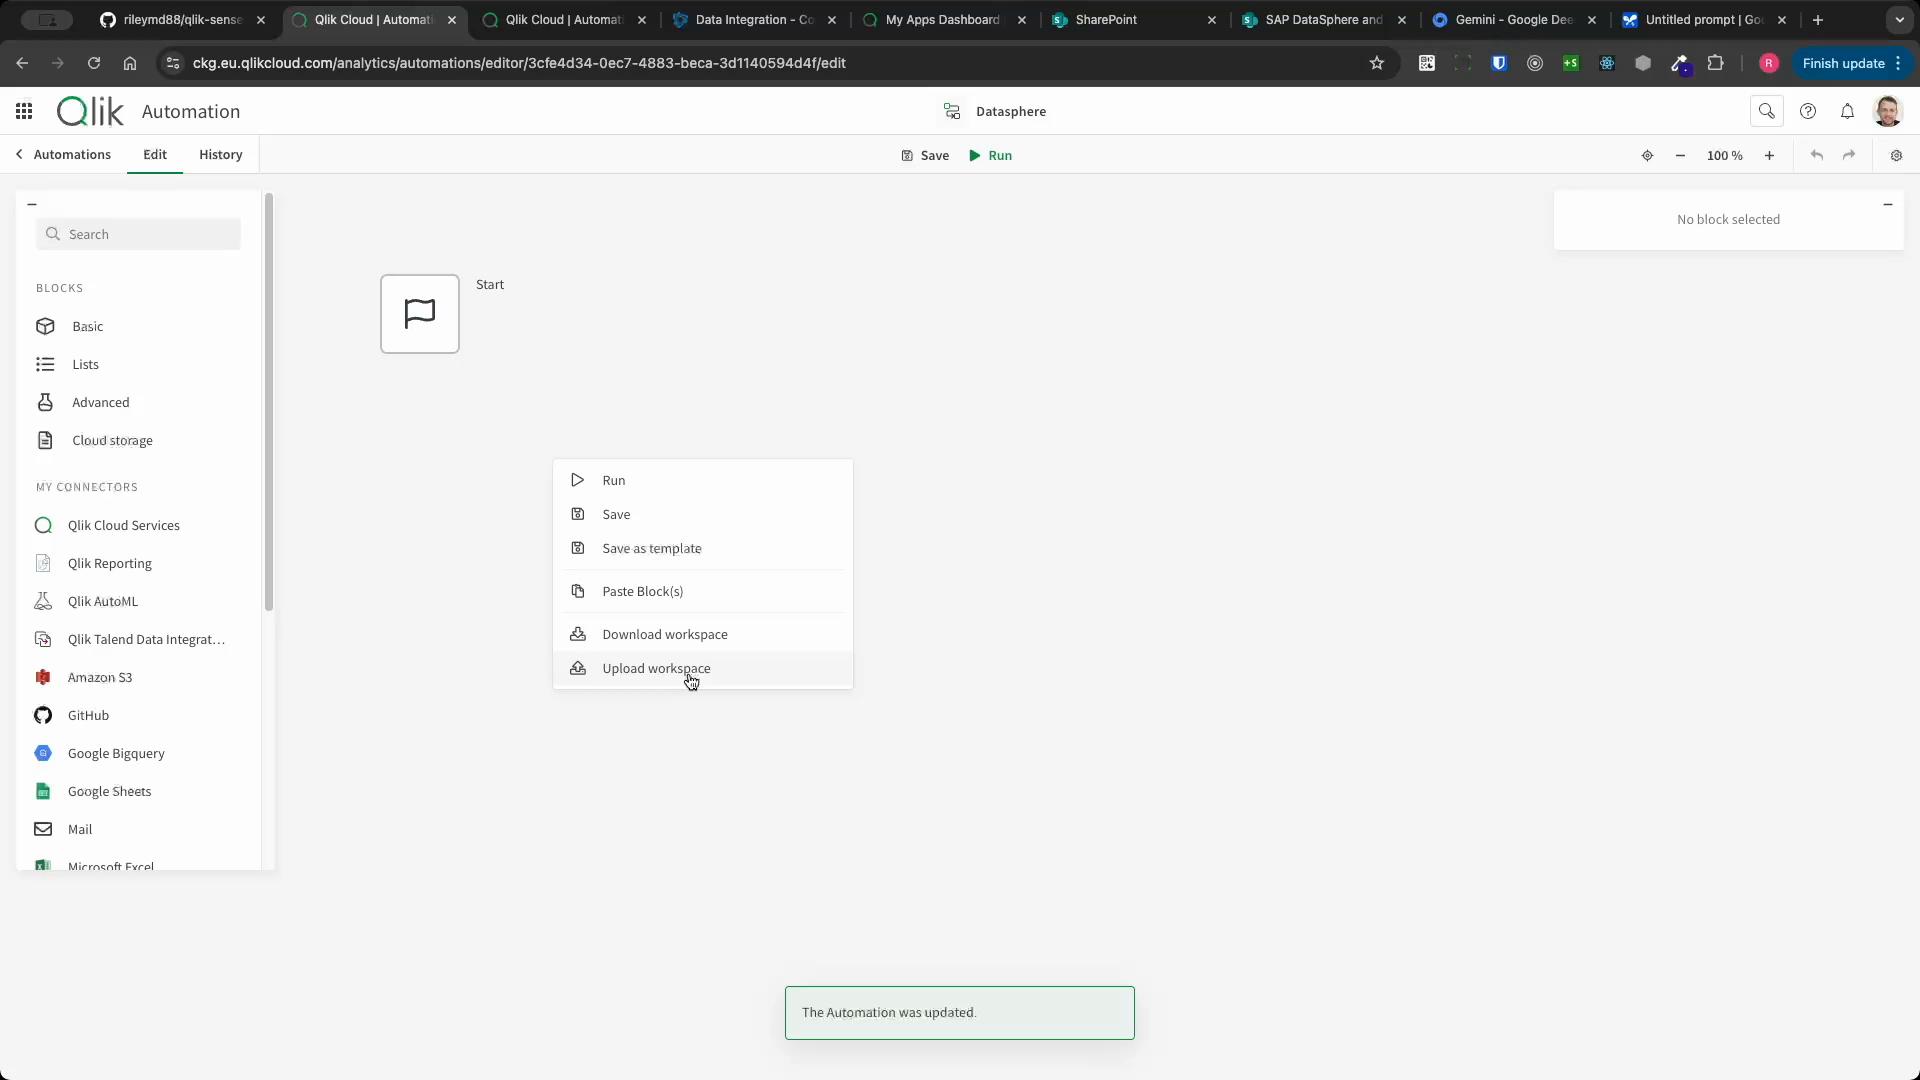 rileymd88/qlik-sense
Qlik Cloud | Automati
Qlik Cloud | Automati
Data Integration - Co
My Apps Dashboard
SharePoint
SAP DataSphere and
Gemini - Google Dee
Untitled prompt | Go
ckg.eu.qlikcloud.com/analytics/automations/editor/3cfe4d34-0ec7-4883-beca-3d1140594d4f/edit
+S
R
Finish update
Qlik
Automation
Datasphere
Automations
Edit
History
Save
Run
100 %
Search
No block selected
BLOCKS
Basic
Lists
Advanced
Cloud storage
MY CONNECTORS
Qlik Cloud Services
Qlik Reporting
Qlik AutoML
Qlik Talend Data Integrat...
Amazon S3
GitHub
Google Bigquery
Google Sheets
Mail
Microsoft Excel
Start
Run
Save
Save as template
Paste Block(s)
Download workspace
Upload workspace
The Automation was updated.